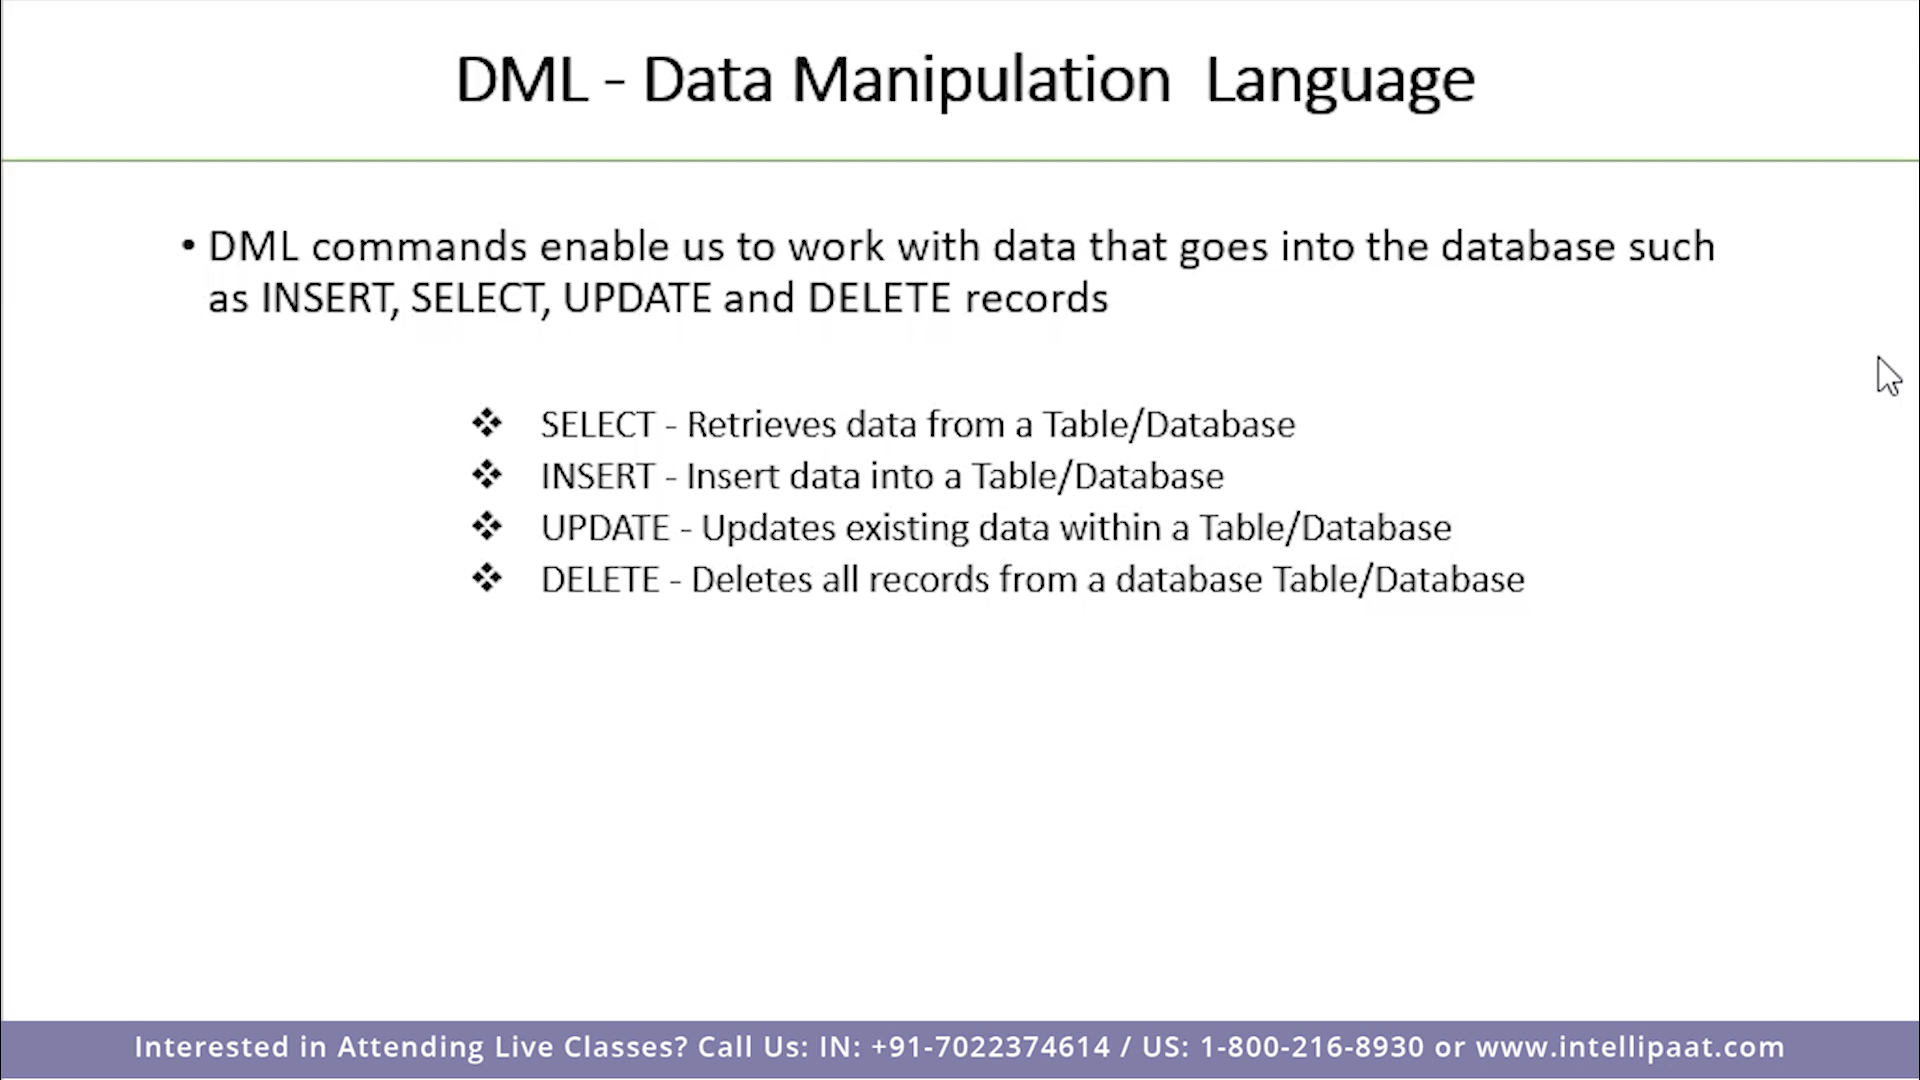 DML - Data Manipulation Language
• DML commands enable us to work with data that goes into the database such
as INSERT, SELECT, UPDATE and DELETE records
❖ SELECT - Retrieves data from a Table/Database
❖ INSERT - Insert data into a Table/Database
❖ UPDATE - Updates existing data within a Table/Database
❖ DELETE - Deletes all records from a database Table/Database
Interested in Attending Live Classes? Call Us: IN: +91-7022374614 / US: 1-800-216-8930 or www.intellipaat.com